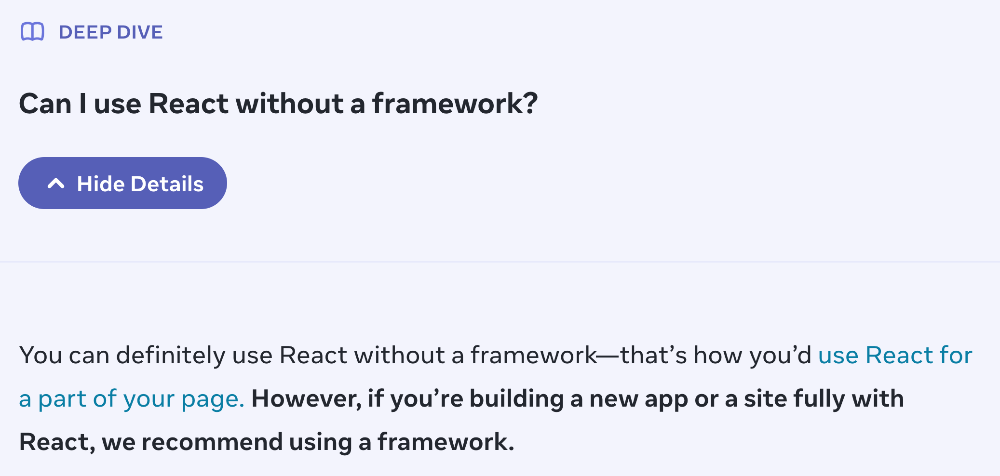 DEEP DIVE
Can I use React without a framework?
Hide Details
You can definitely use React without a framework—that’s how you’d use React for
a part of your page. However, if you’re building a new app or a site fully with
React, we recommend using a framework.